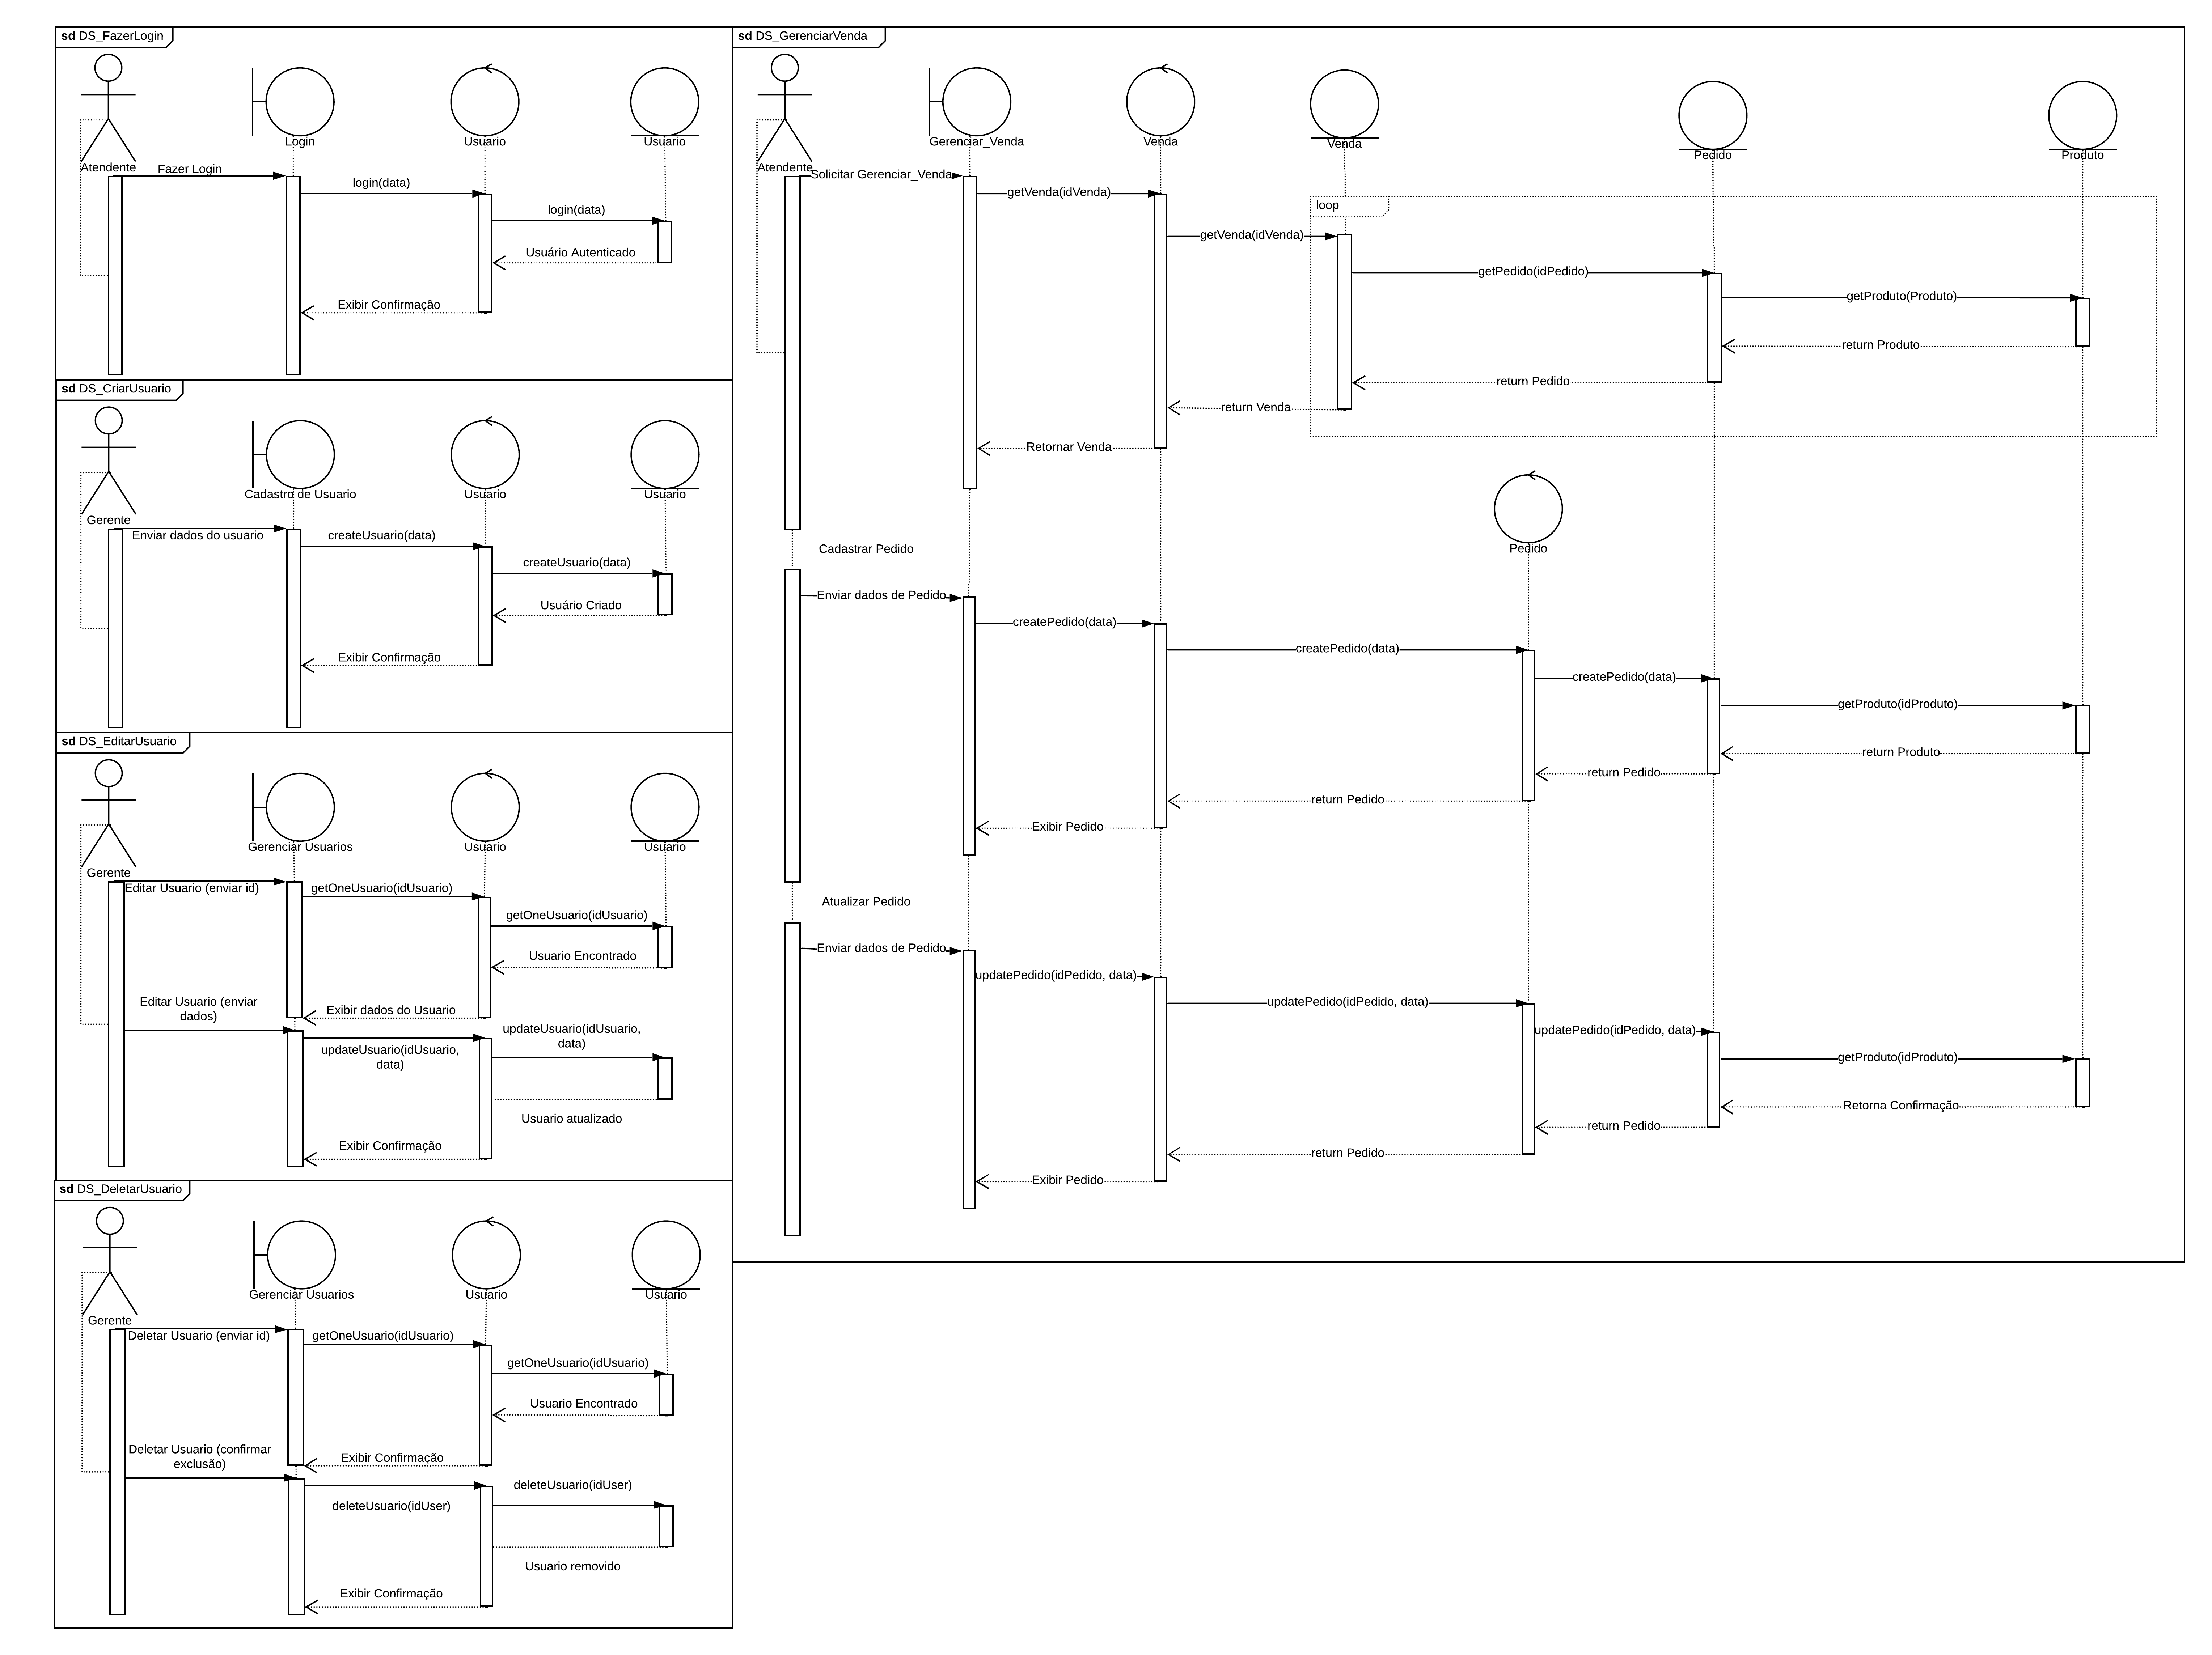 sd DS_FazerLogin
Login
Usuario
Usuario
Atendente
Fazer Login
login(data)
login(data)
Usuário Autenticado
Exibir Confirmação
sd DS_CriarUsuario
Cadastro de Usuario
Usuario
Usuario
Gerente
Enviar dados do usuario
createUsuario(data)
createUsuario(data)
Usuário Criado
Exibir Confirmação
sd DS_EditarUsuario
Gerenciar Usuarios
Usuario
Usuario
Gerente
Editar Usuario (enviar id)
getOneUsuario(idUsuario)
getOneUsuario(idUsuario)
Usuario Encontrado
Exibir dados do Usuario
Editar Usuario (enviar
dados)
updateUsuario(idUsuario,
data)
updateUsuario(idUsuario,
data)
Usuario atualizado
Exibir Confirmação
sd DS_DeletarUsuario
Gerenciar Usuarios
Usuario
Usuario
Gerente
Deletar Usuario (enviar id)
getOneUsuario(idUsuario)
getOneUsuario(idUsuario)
Usuario Encontrado
Exibir Confirmação
Deletar Usuario (confirmar
exclusão)
deleteUsuario(idUser)
deleteUsuario(idUser)
Usuario removido
Exibir Confirmação
sd DS_GerenciarVenda
Gerenciar_Venda
Venda
Venda
Pedido
Produto
Atendente
Solicitar Gerenciar_Venda
getVenda(idVenda)
loop
getVenda(idVenda)
getPedido(idPedido)
getProduto(Produto)
return Produto
return Pedido
return Venda
Retornar Venda
Pedido
Cadastrar Pedido
Enviar dados de Pedido
createPedido(data)
createPedido(data)
createPedido(data)
getProduto(idProduto)
return Produto
return Pedido
return Pedido
Exibir Pedido
Atualizar Pedido
Enviar dados de Pedido
updatePedido(idPedido, data)
updatePedido(idPedido, data)
updatePedido(idPedido, data)
getProduto(idProduto)
Retorna Confirmação
return Pedido
return Pedido
Exibir Pedido